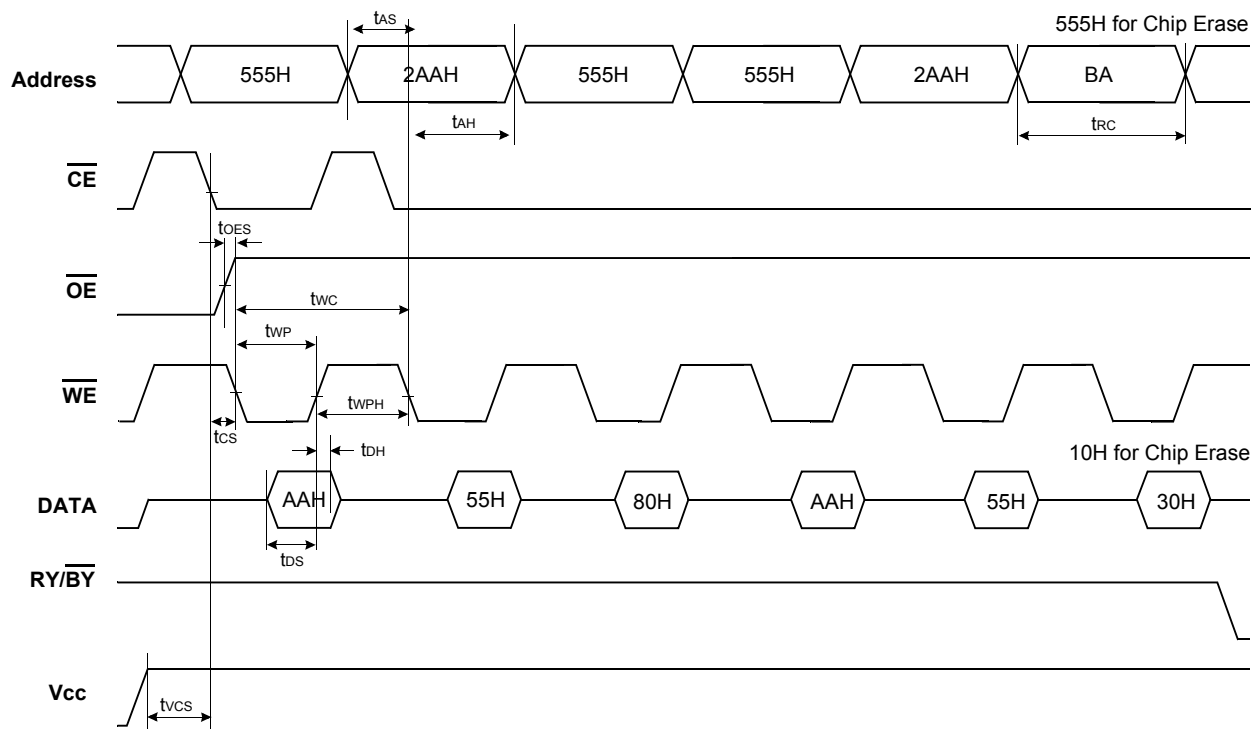 tAS
555H for Chip Erase
Address 555H 2AAH 555H 555H 2AAH BA
tAH tRC
CE
tOES
OE
tWC
tWP
WE
tWPH
tCS
tDH
10H for Chip Erase
DATA AAH 55H 80H AAH 55H 30H
tDS
RY/BY
Vcc
tVCS